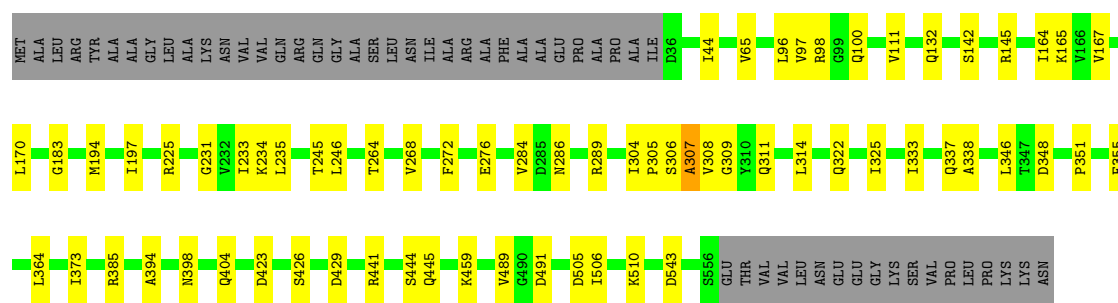 MET ALA LEU ARG TYR ALA ALA GLY LEU ALA LYS ASN VAL VAL GLN ARG GLN GLY ALA SER LEU ASN ILE ALA ARG ALA PHE ALA ALA GLU PRO ALA PRO ALA ILE D36 I44 V65 L96 V97 R98 G99 Q100 V111 Q132 S142 R145 I164 K165 V166 V167
L170 G183 M194 I197 R225 G231 V232 I233 K234 L235 T245 L246 T264 V268 F272 E276 V284 D285 N286 R289 I304 P305 S306 A307 V308 G309 Y310 Q311 L314 Q322 I325 I333 Q337 A338 L346 T347 D348 P351
L364 I373 R385 A394 N398 Q404 D423 S426 D429 R441 S444 Q445 K459 V489 G490 D491 D505 I506 K510 D543 S556 GLU THR VAL VAL LEU ASN GLU GLU GLY LYS SER VAL PRO LEU PRO LYS LYS ASN